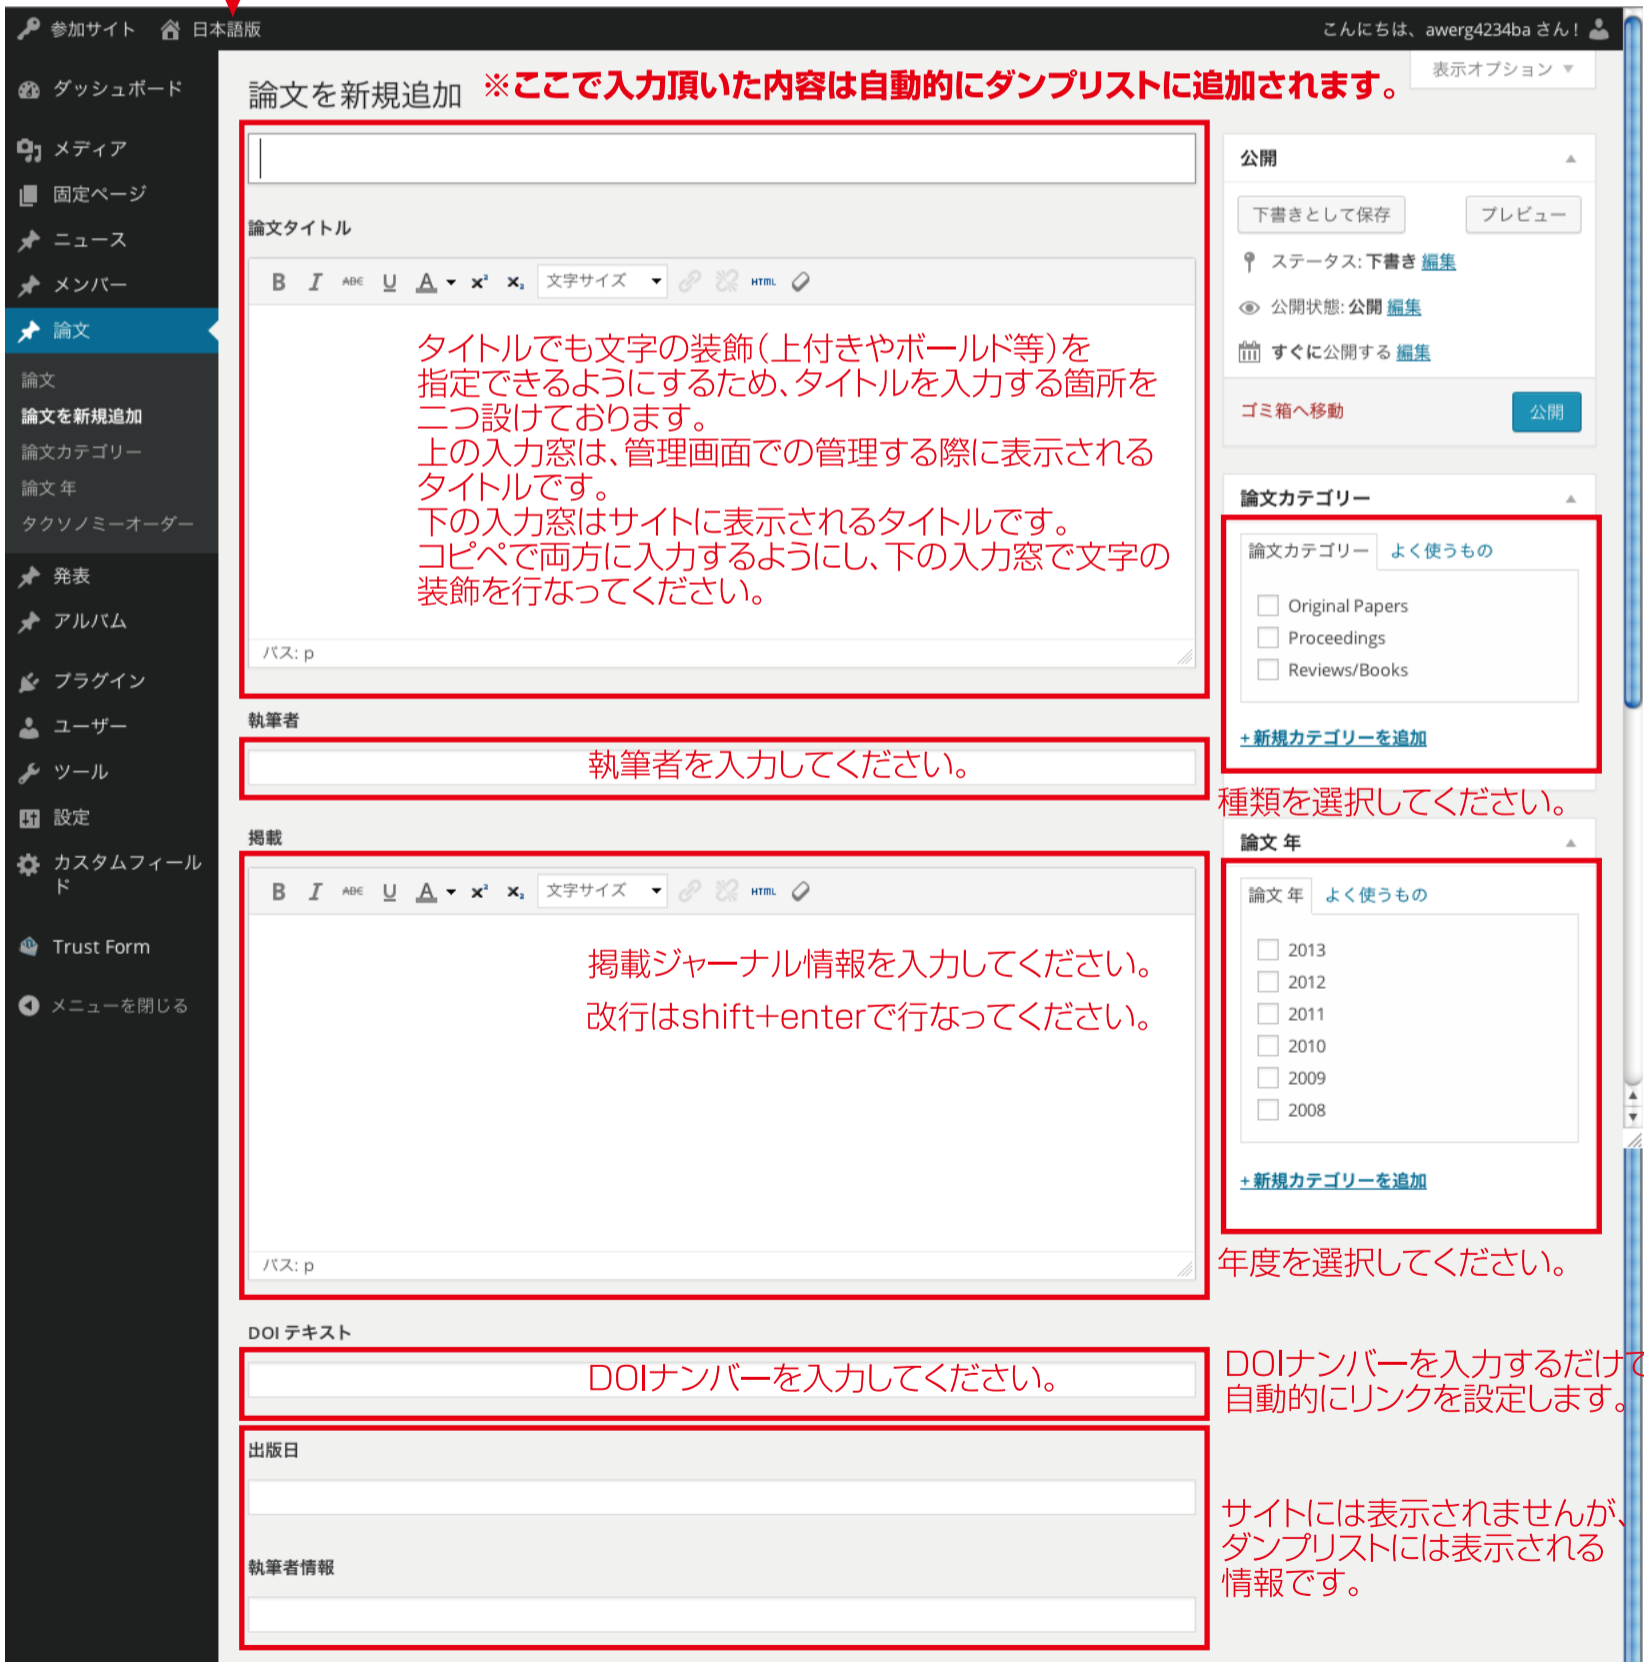 参加サイト 日本語版 こんにちは、awerg4234ba さん!
ダッシュボード
メディア
固定ページ
ニュース
メンバー
論文
論文
論文を新規追加
論文カテゴリー
論文 年
タクソノミーオーダー
発表
アルバム
プラグイン
ユーザー
ツール
設定
カスタムフィール
ド
Trust Form
メニューを閉じる
表示オプション
論文を新規追加 ※ここで入力頂いた内容は自動的にダンプリストに追加されます。
論文タイトル
B I ABC U A x² x₂ 文字サイズ HTML
タイトルでも文字の装飾(上付きやボールド等)を
指定できるようにするため、タイトルを入力する箇所を
二つ設けております。
上の入力窓は、管理画面での管理する際に表示される
タイトルです。
下の入力窓はサイトに表示されるタイトルです。
コピペで両方に入力するようにし、下の入力窓で文字の
装飾を行なってください。
パス: p
執筆者
執筆者を入力してください。
掲載
B I ABC U A x² x₂ 文字サイズ HTML
掲載ジャーナル情報を入力してください。
改行はshift+enterで行なってください。
パス: p
DOI テキスト
DOIナンバーを入力してください。
出版日
執筆者情報
公開
下書きとして保存 プレビュー
ステータス: 下書き 編集
公開状態: 公開 編集
すぐに公開する 編集
ゴミ箱へ移動 公開
論文カテゴリー
論文カテゴリー よく使うもの
Original Papers
Proceedings
Reviews/Books
+ 新規カテゴリーを追加
種類を選択してください。
論文 年
論文 年 よく使うもの
2013
2012
2011
2010
2009
2008
+ 新規カテゴリーを追加
年度を選択してください。
DOIナンバーを入力するだけで
自動的にリンクを設定します。
サイトには表示されませんが、
ダンプリストには表示される
情報です。